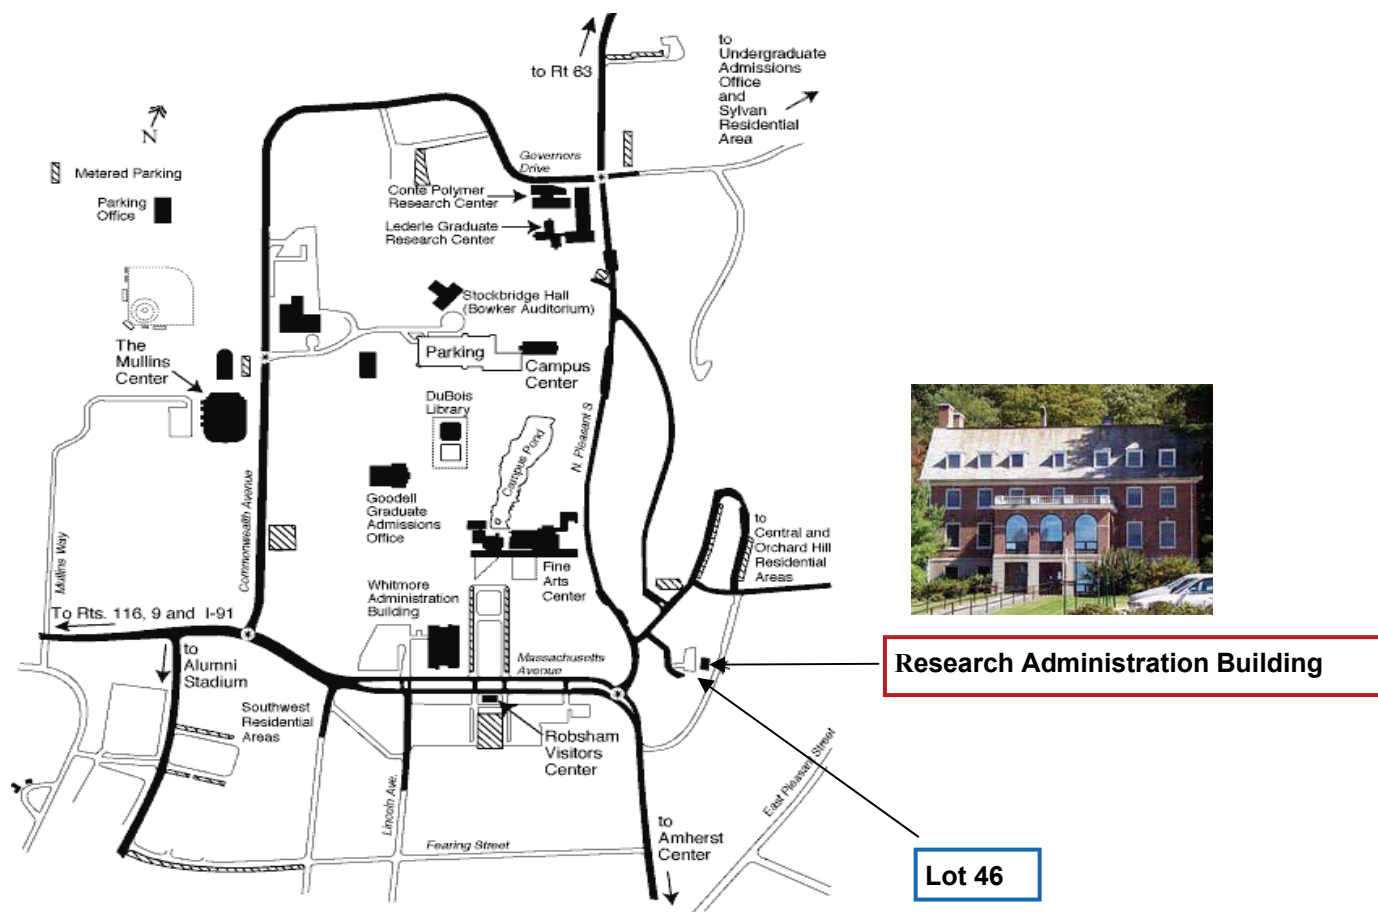 to Rt 63
to
Undergraduate
Admissions
Office
and
Sylvan
Residential
Area
N
Metered Parking
Parking
Office
Governors
Drive
Conte Polymer
Research Center
Lederle Graduate
Research Center
Stockbridge Hall
(Bowker Auditorium)
The
Mullins
Center
Parking
Campus
Center
DuBois
Library
Campus Pond
N. Pleasant S
Goodell
Graduate
Admissions
Office
Commonwealth Avenue
Mullins Way
to
Central and
Orchard Hill
Residential
Areas
Fine
Arts
Center
Whitmore
Administration
Building
To Rts. 116, 9 and I-91
to
Alumni
Stadium
Massachusetts
Avenue
Research Administration Building
Southwest
Residential
Areas
Robsham
Visitors
Center
Lincoln Ave.
East Pleasant Street
Fearing Street
to
Amherst
Center
Lot 46